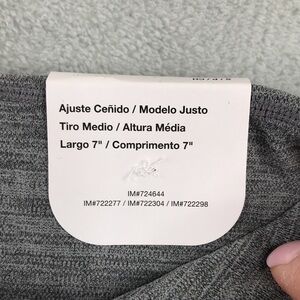 Ajuste Ceñido / Modelo Justo
Tiro Medio / Altura Média
Largo 7" / Comprimento 7"
IM#724644
IM#722277 / IM#722304 / IM#722298